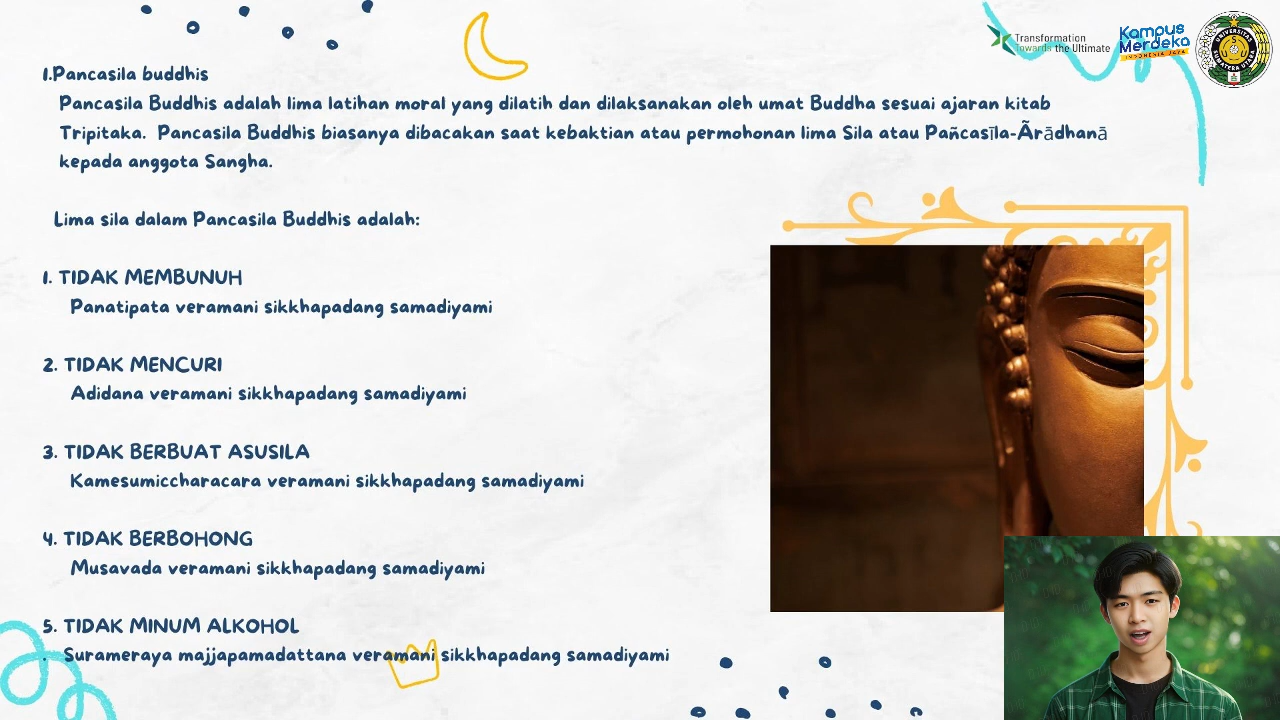 Transformation
Towards the Ultimate
Kampus
Merdeka
INDONESIA JAYA
1.Pancasila buddhis
Pancasila Buddhis adalah lima latihan moral yang dilatih dan dilaksanakan oleh umat Buddha sesuai ajaran kitab
Tripitaka. Pancasila Buddhis biasanya dibacakan saat kebaktian atau permohonan lima Sila atau Pañcasīla-Ãrādhanā
kepada anggota Sangha.
Lima sila dalam Pancasila Buddhis adalah:
1. TIDAK MEMBUNUH
Panatipata veramani sikkhapadang samadiyami
2. TIDAK MENCURI
Adidana veramani sikkhapadang samadiyami
3. TIDAK BERBUAT ASUSILA
Kamesumiccharacara veramani sikkhapadang samadiyami
4. TIDAK BERBOHONG
Musavada veramani sikkhapadang samadiyami
5. TIDAK MINUM ALKOHOL
. Surameraya majjapamadattana veramani sikkhapadang samadiyami